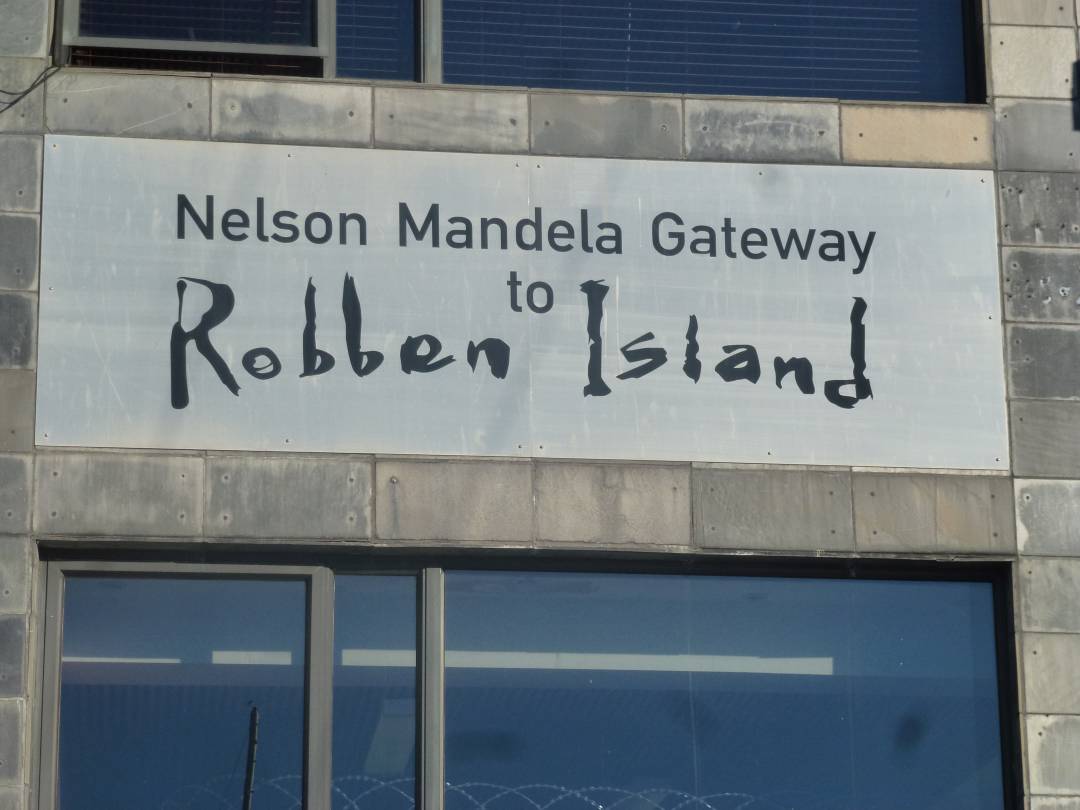 Nelson Mandela Gateway
to
Robben Island